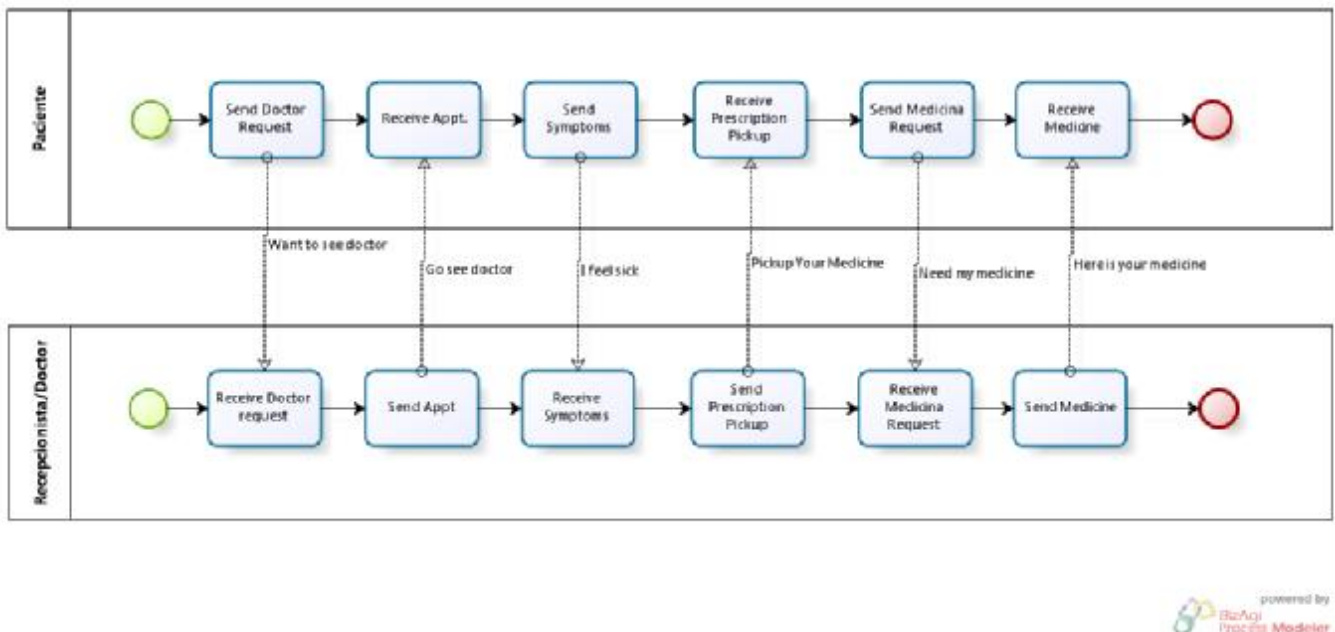 Paciente
Send Doctor
Request
Receive Appt.
Send
Symptoms
Receive
Prescription
Pickup
Send Medicina
Request
Receive
Medicine
Want to see doctor
Go see doctor
I feel sick
Pickup Your Medicine
Need my medicine
Here is your medicine
Recepcionista/Doctor
Receive Doctor
request
Send Appt
Receive
Symptoms
Send
Prescription
Pickup
Receive
Medicina
Request
Send Medicine
powered by
BizAgi
Process Modeler